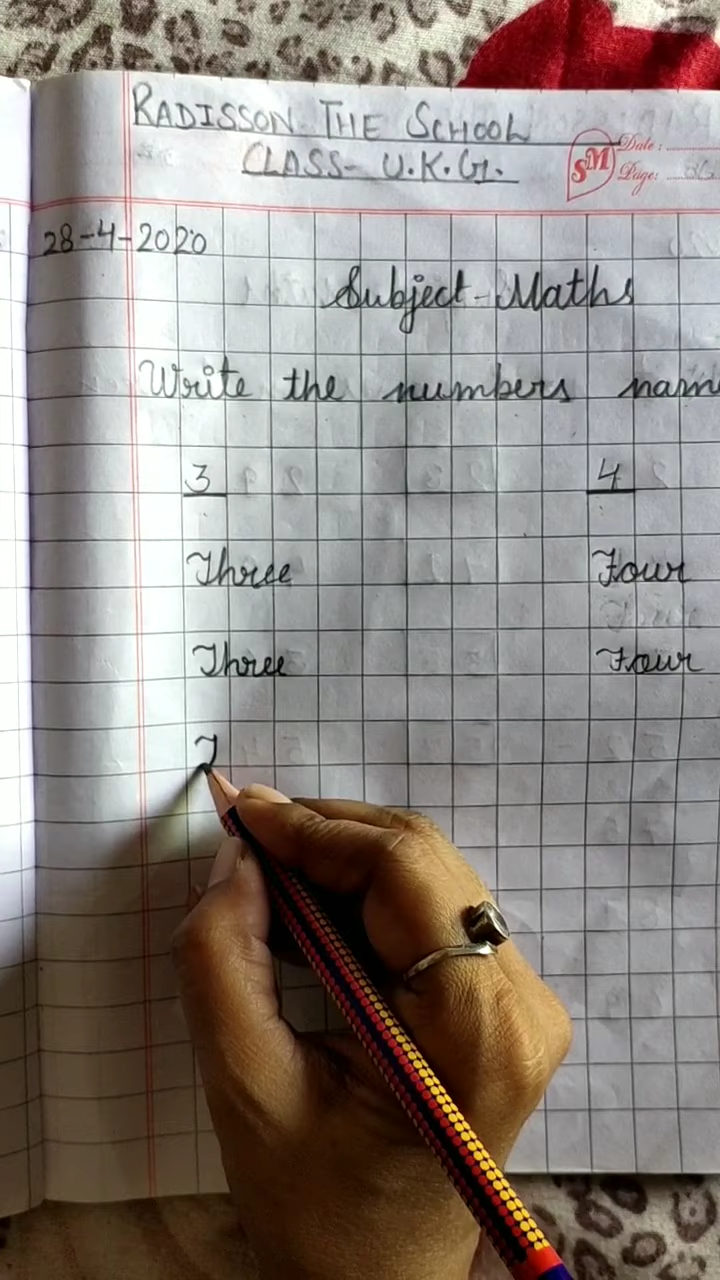 RADISSON THE SCHOOL
CLASS- U.K.G.
SM
Date:
Page:
28-4-2020
Subject - Maths
Write the numbers nam
3 4
Three Four
Three Four
T